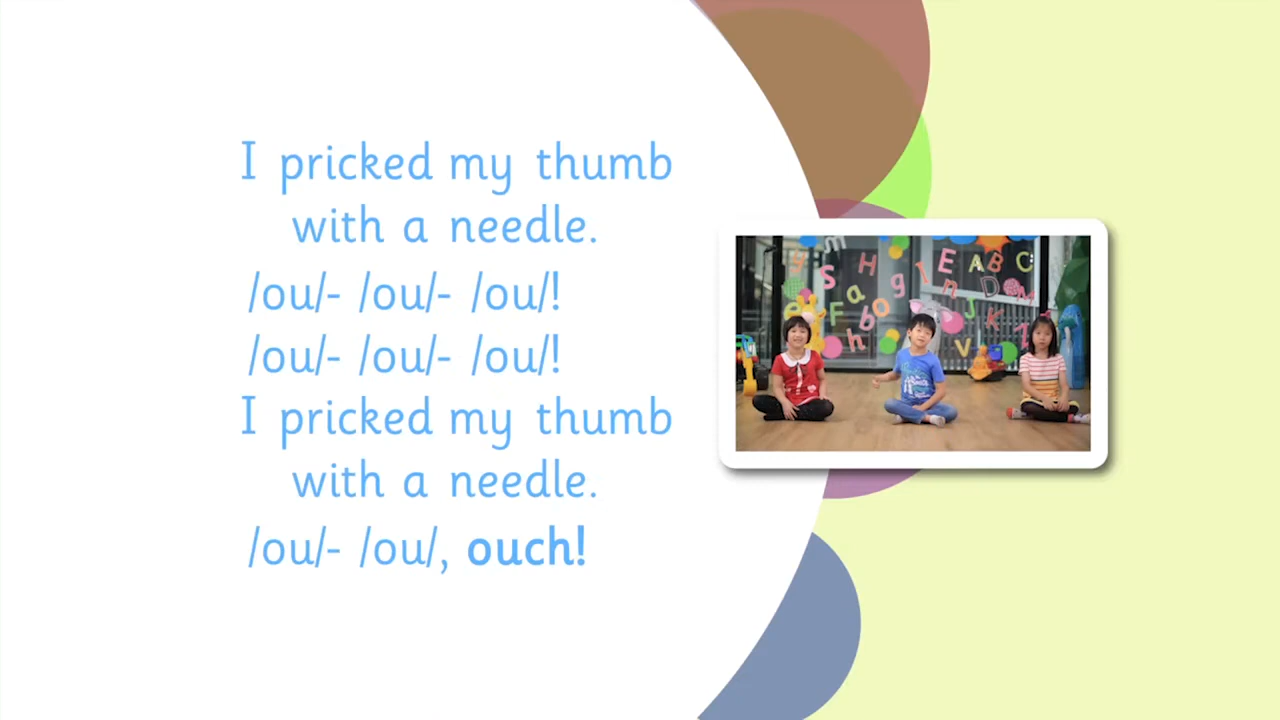 I pricked my thumb
with a needle.
/ou/- /ou/- /ou/!
/ou/- /ou/- /ou/!
I pricked my thumb
with a needle.
/ou/- /ou/, ouch!